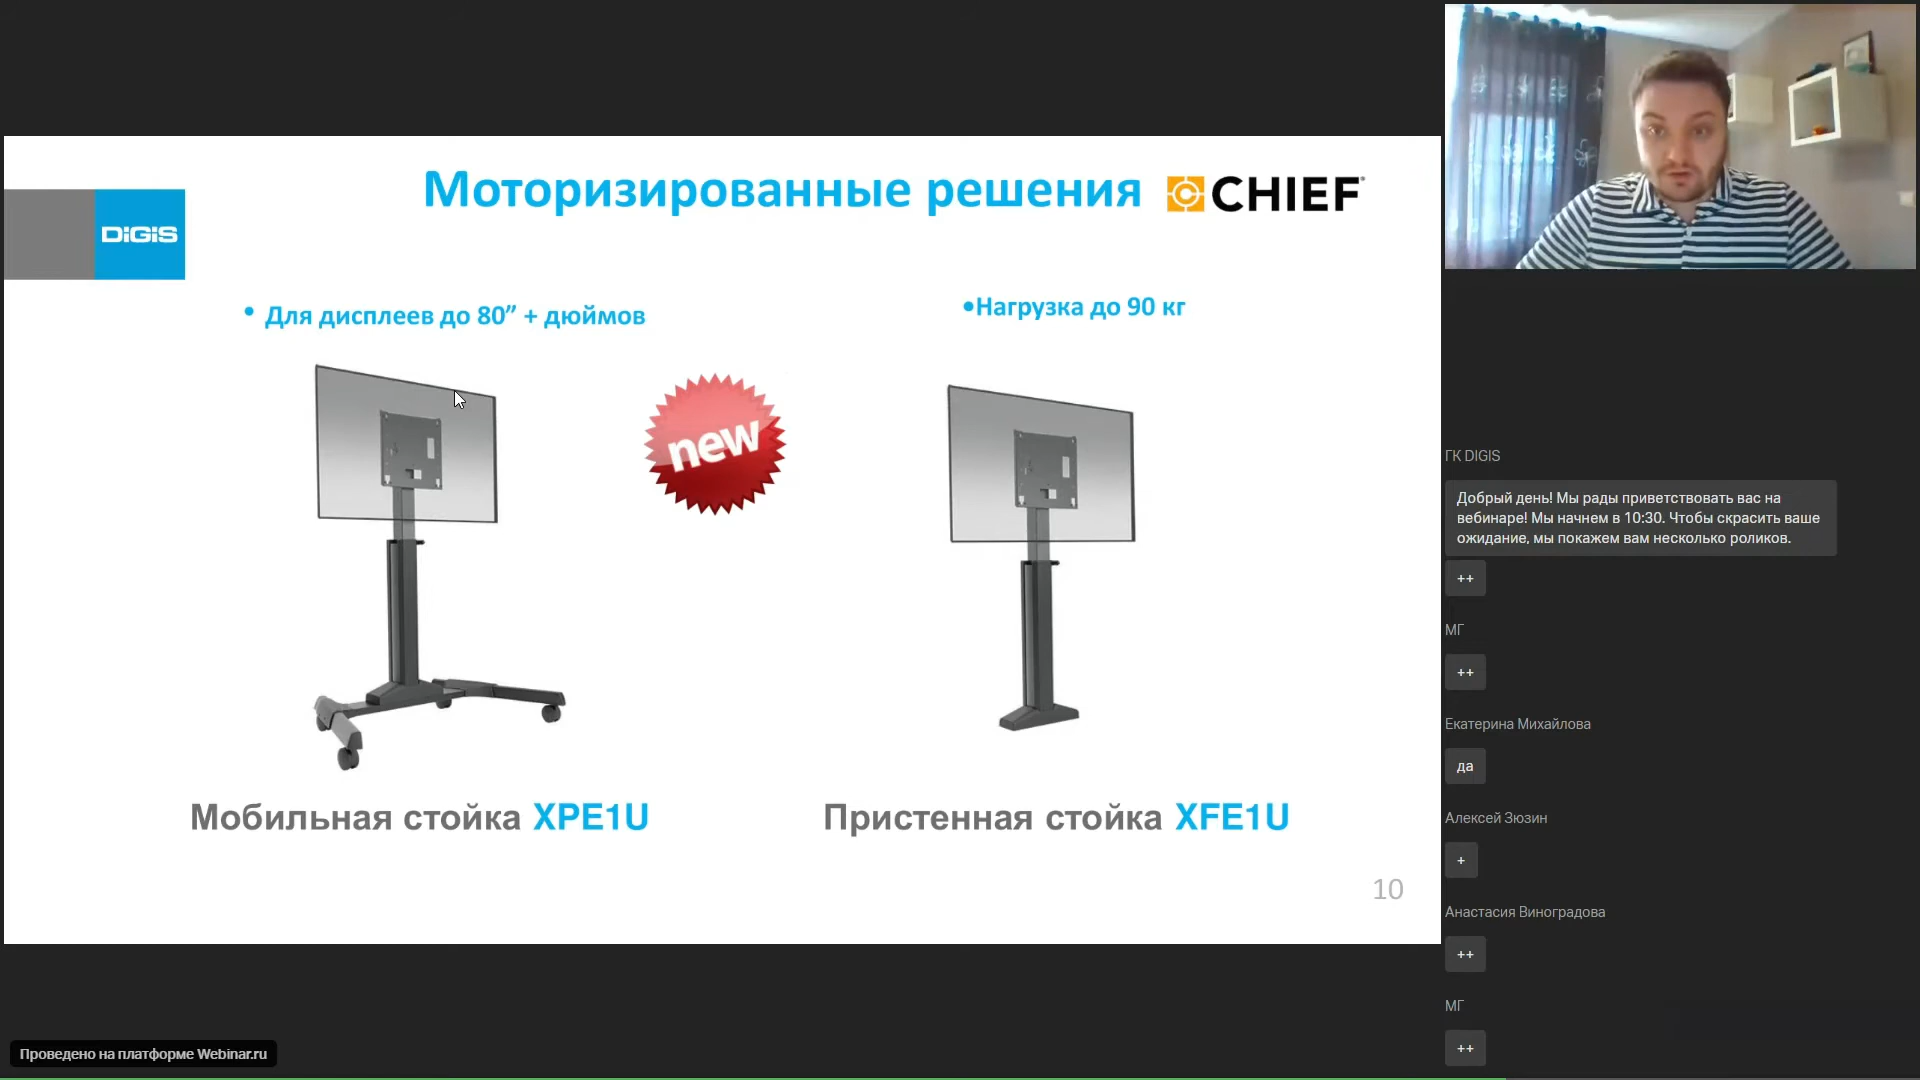 Моторизированные решения
CHIEF
DIGIS
• Для дисплеев до 80” + дюймов
•Нагрузка до 90 кг
new
Мобильная стойка XPE1U
Пристенная стойка XFE1U
10
Проведено на платформе Webinar.ru
ГК DIGIS
Добрый день! Мы рады приветствовать вас на
вебинаре! Мы начнем в 10:30. Чтобы скрасить ваше
ожидание, мы покажем вам несколько роликов.
++
МГ
++
Екатерина Михайлова
да
Алексей Зюзин
+
Анастасия Виноградова
++
МГ
++